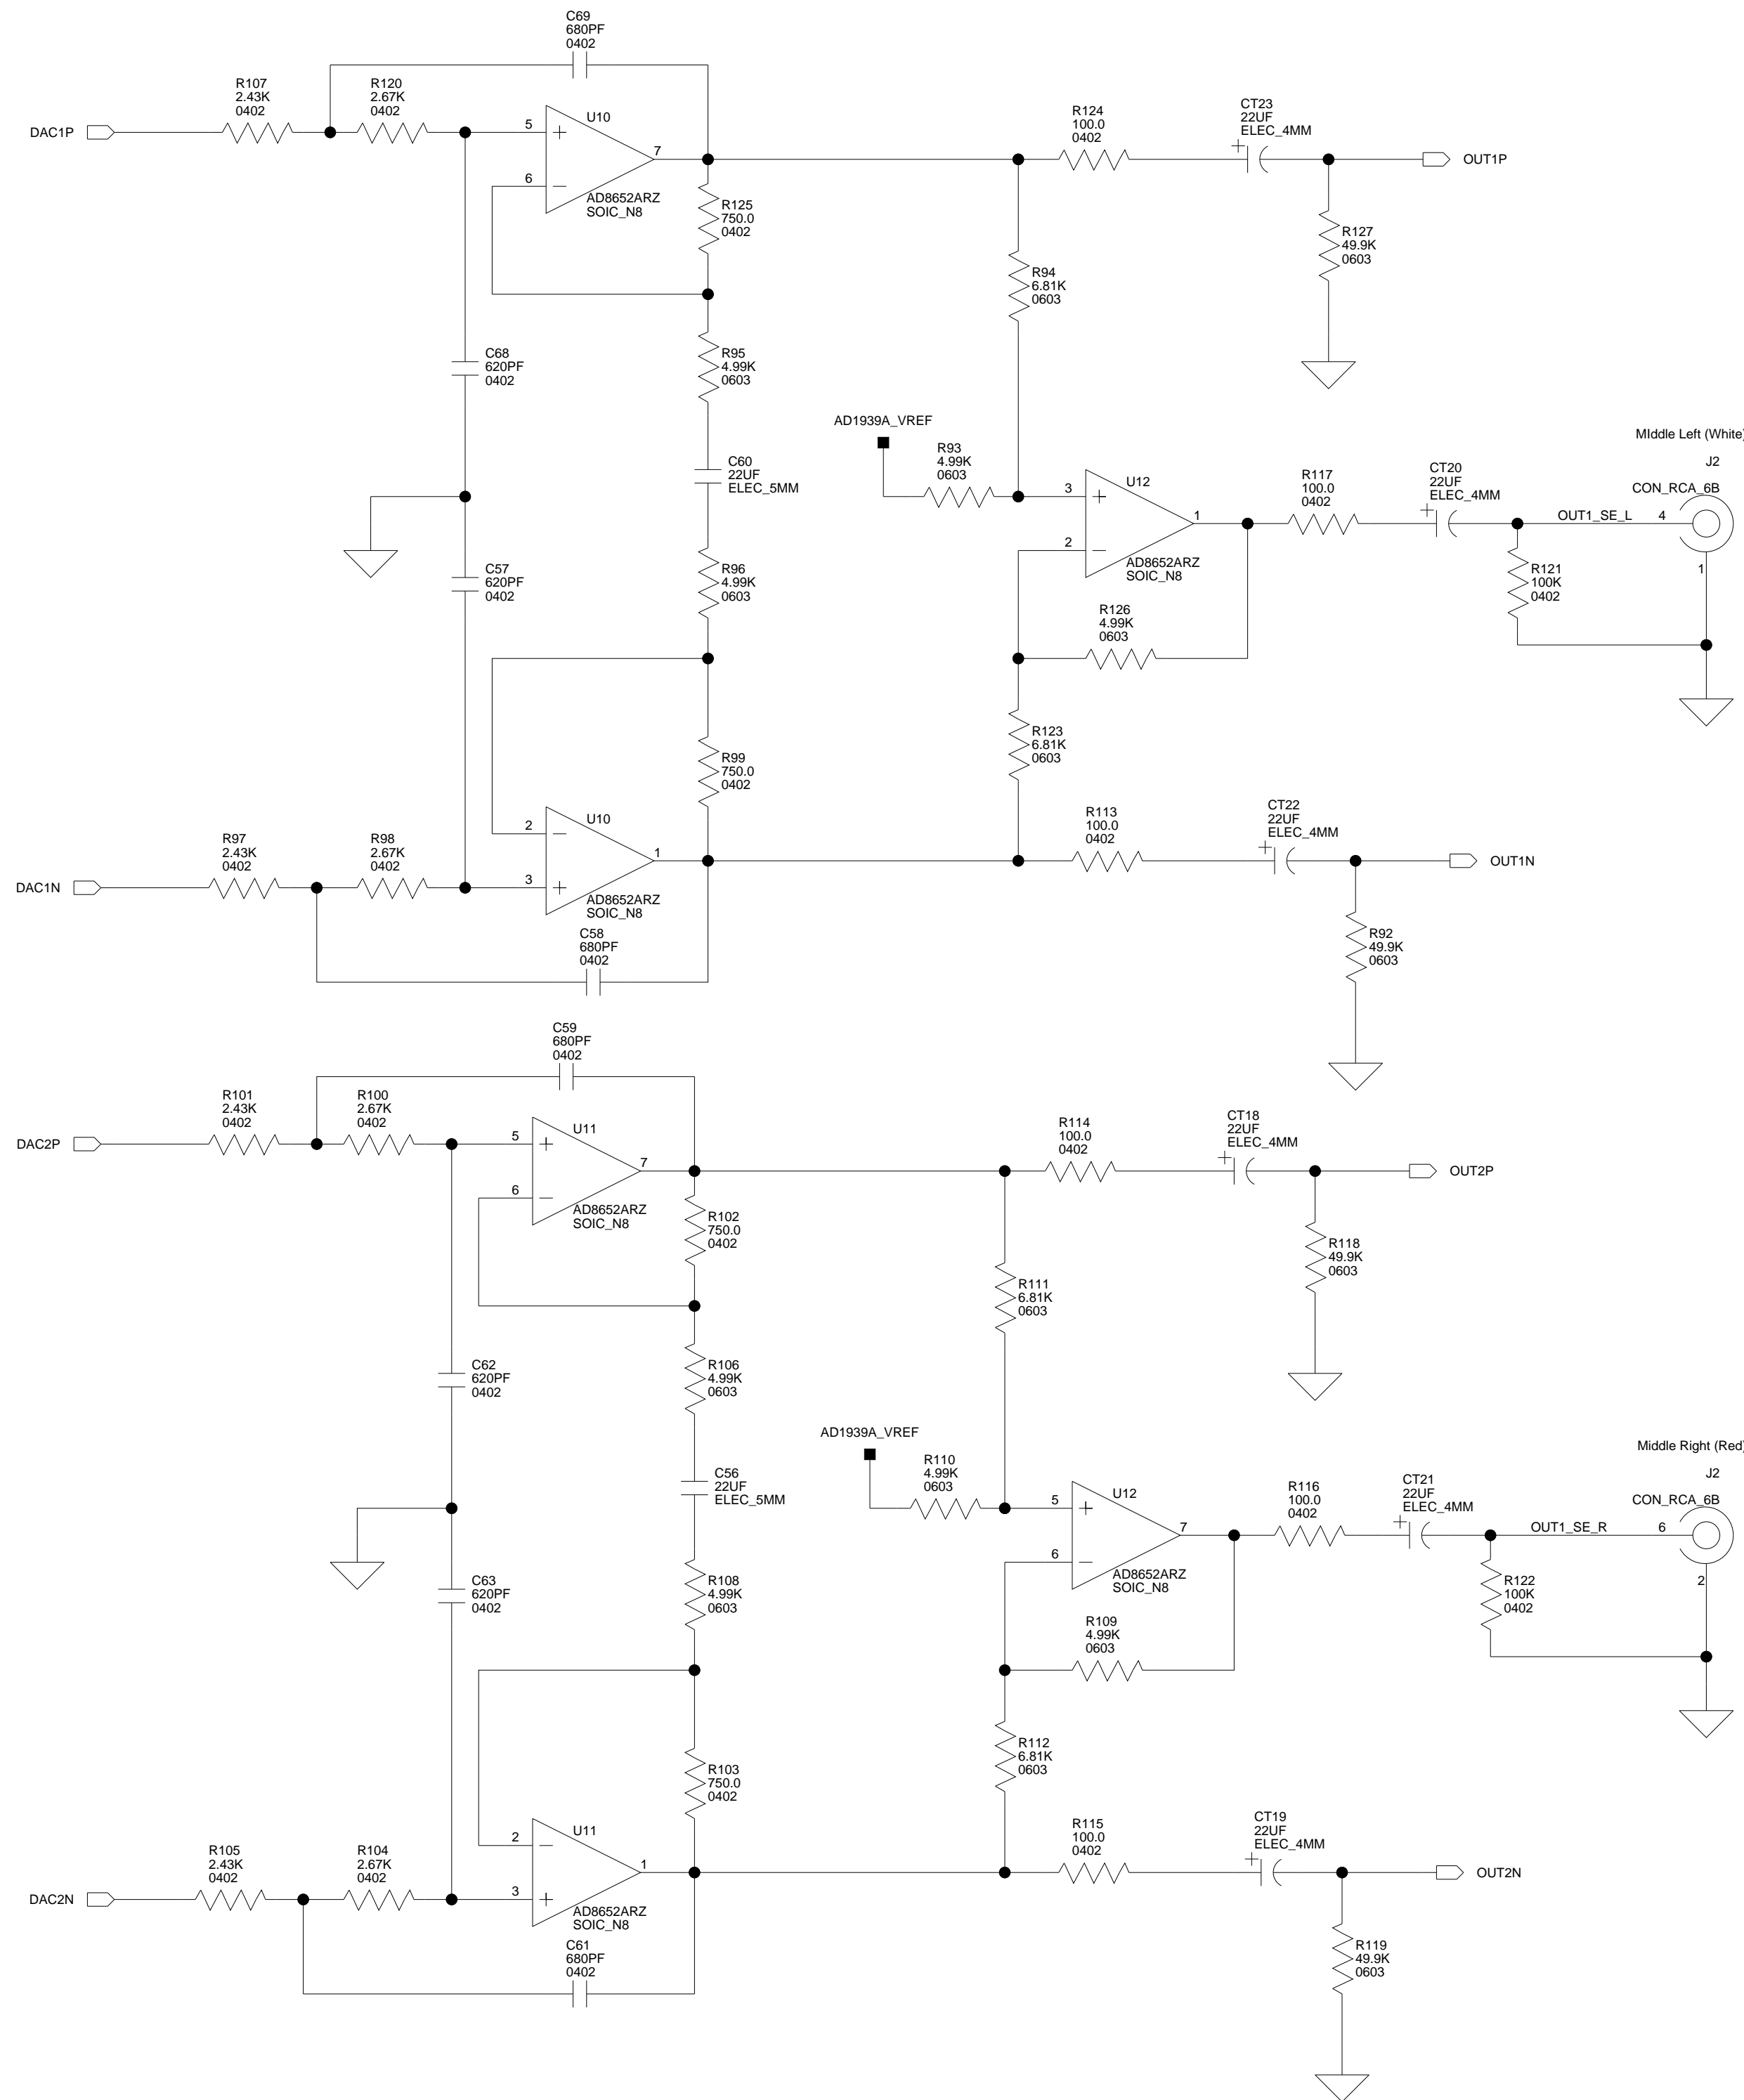 C69
680PF
0402
R107
2.43K
0402
R120
2.67K
0402
DAC1P
5
6
7
U10
AD8652ARZ
SOIC_N8
R125
750.0
0402
R124
100.0
0402
CT23
22UF
ELEC_4MM
+
OUT1P
R127
49.9K
0603
R94
6.81K
0603
C68
620PF
0402
R95
4.99K
0603
C60
22UF
ELEC_5MM
AD1939A_VREF
R93
4.99K
0603
3
2
1
U12
AD8652ARZ
SOIC_N8
R117
100.0
0402
CT20
22UF
ELEC_4MM
+
MIddle Left (White)
J2
CON_RCA_6B
OUT1_SE_L
4
1
R121
100K
0402
C57
620PF
0402
R96
4.99K
0603
R126
4.99K
0603
R99
750.0
0402
R123
6.81K
0603
R97
2.43K
0402
R98
2.67K
0402
DAC1N
2
3
1
U10
AD8652ARZ
SOIC_N8
C58
680PF
0402
R113
100.0
0402
CT22
22UF
ELEC_4MM
+
OUT1N
R92
49.9K
0603
C59
680PF
0402
R101
2.43K
0402
R100
2.67K
0402
DAC2P
5
6
7
U11
AD8652ARZ
SOIC_N8
R102
750.0
0402
R114
100.0
0402
CT18
22UF
ELEC_4MM
+
OUT2P
R118
49.9K
0603
R111
6.81K
0603
C62
620PF
0402
R106
4.99K
0603
C56
22UF
ELEC_5MM
AD1939A_VREF
R110
4.99K
0603
5
6
7
U12
AD8652ARZ
SOIC_N8
R116
100.0
0402
CT21
22UF
ELEC_4MM
+
Middle Right (Red)
J2
CON_RCA_6B
OUT1_SE_R
6
2
R122
100K
0402
C63
620PF
0402
R108
4.99K
0603
R109
4.99K
0603
R103
750.0
0402
R112
6.81K
0603
R105
2.43K
0402
R104
2.67K
0402
DAC2N
2
3
1
U11
AD8652ARZ
SOIC_N8
C61
680PF
0402
R115
100.0
0402
CT19
22UF
ELEC_4MM
+
OUT2N
R119
49.9K
0603